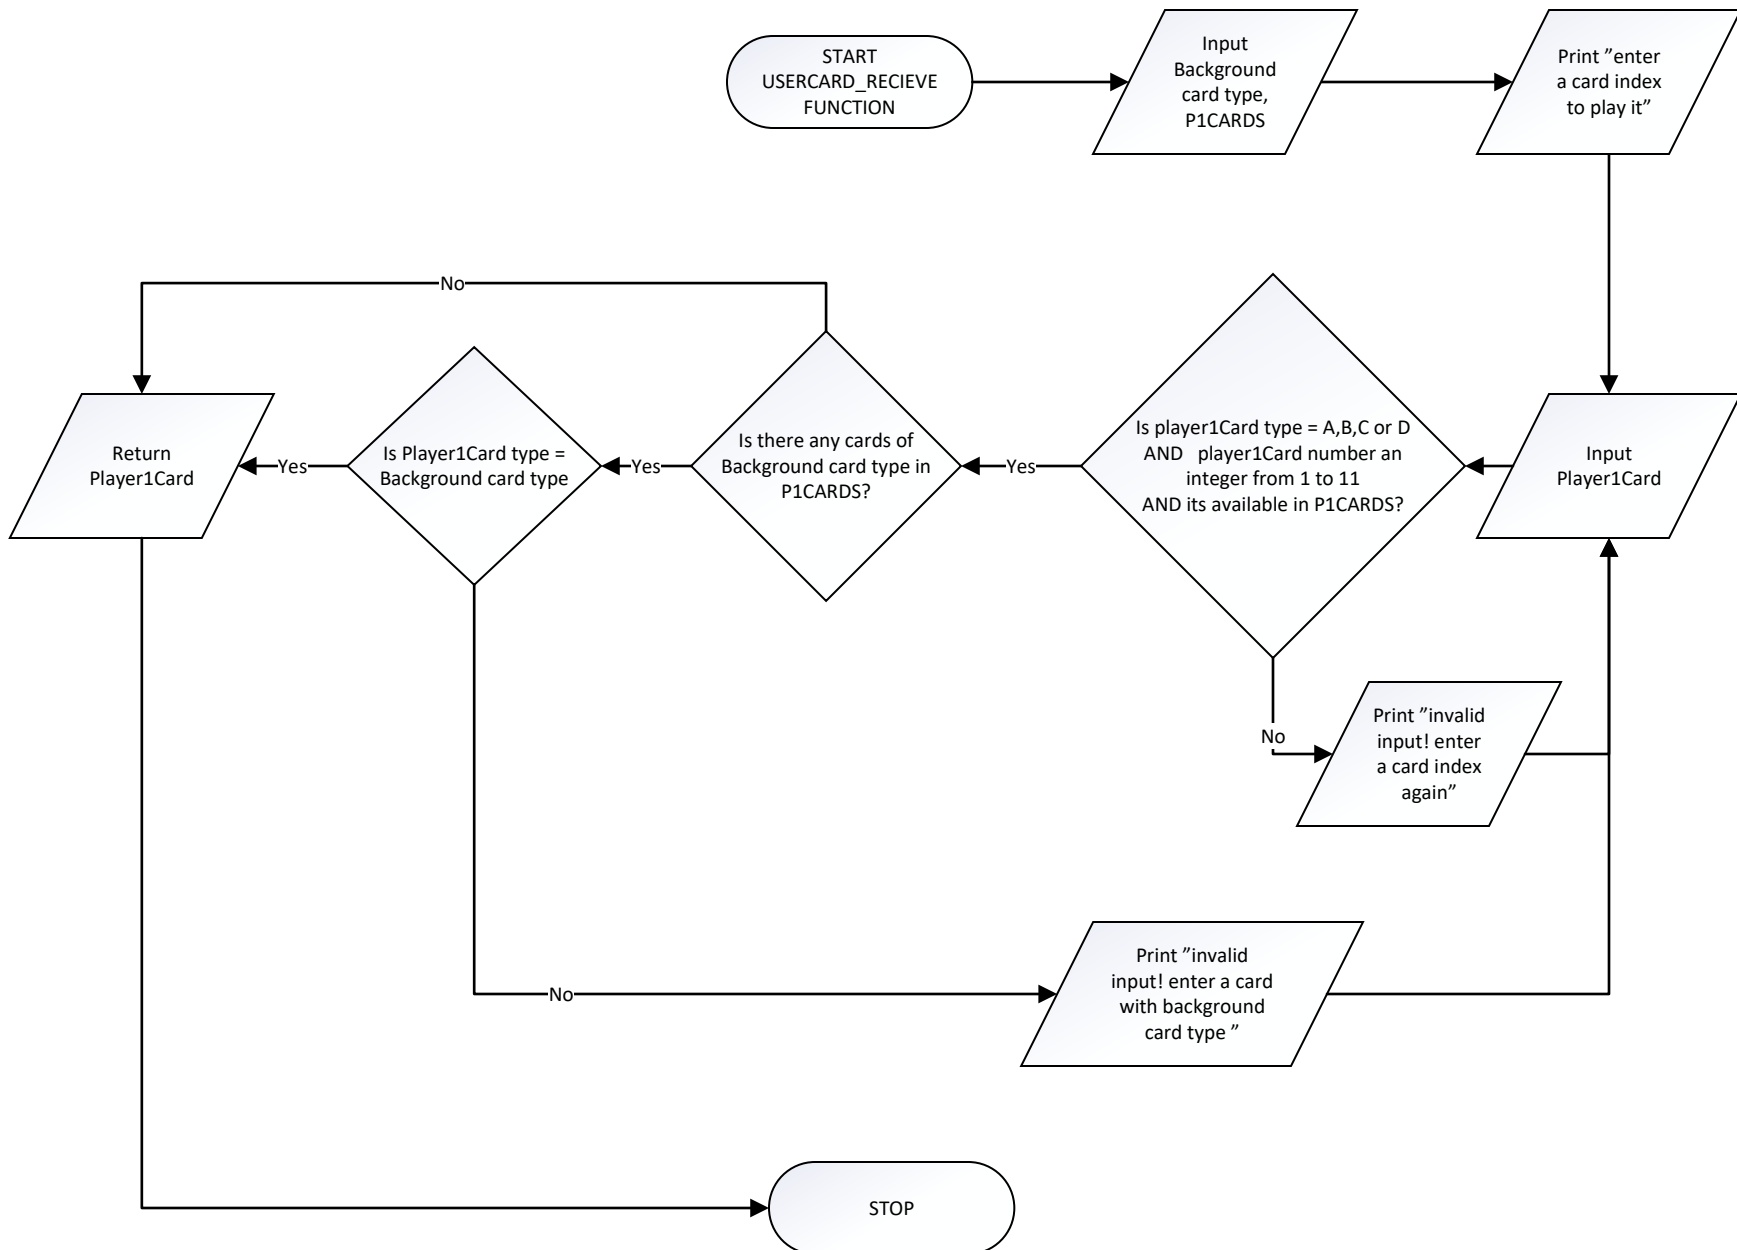 START
USERCARD_RECIEVE
FUNCTION
Input
Background
card type,
P1CARDS
Print ”enter
a card index
to play it”
No
Return
Player1Card
Yes
Is Player1Card type =
Background card type
Yes
Is there any cards of
Background card type in
P1CARDS?
Yes
Is player1Card type = A,B,C or D
AND player1Card number an
integer from 1 to 11
AND its available in P1CARDS?
Input
Player1Card
No
Print ”invalid
input! enter
a card index
again”
No
Print ”invalid
input! enter a card
with background
card type ”
STOP